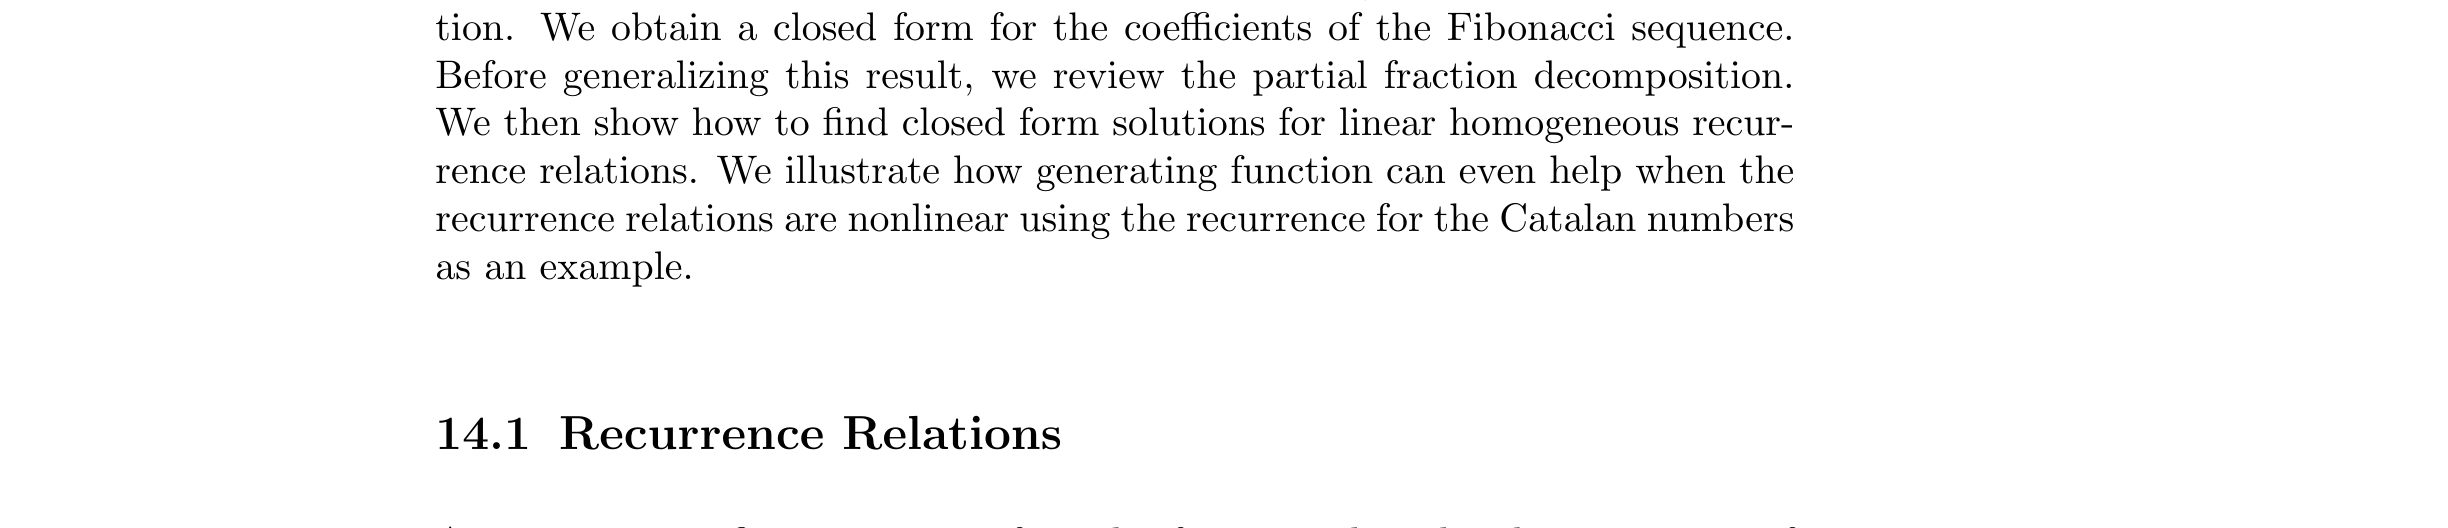 tion. We obtain a closed form for the coefficients of the Fibonacci sequence.
Before generalizing this result, we review the partial fraction decomposition.
We then show how to find closed form solutions for linear homogeneous recur-
rence relations. We illustrate how generating function can even help when the
recurrence relations are nonlinear using the recurrence for the Catalan numbers
as an example.
14.1 Recurrence Relations